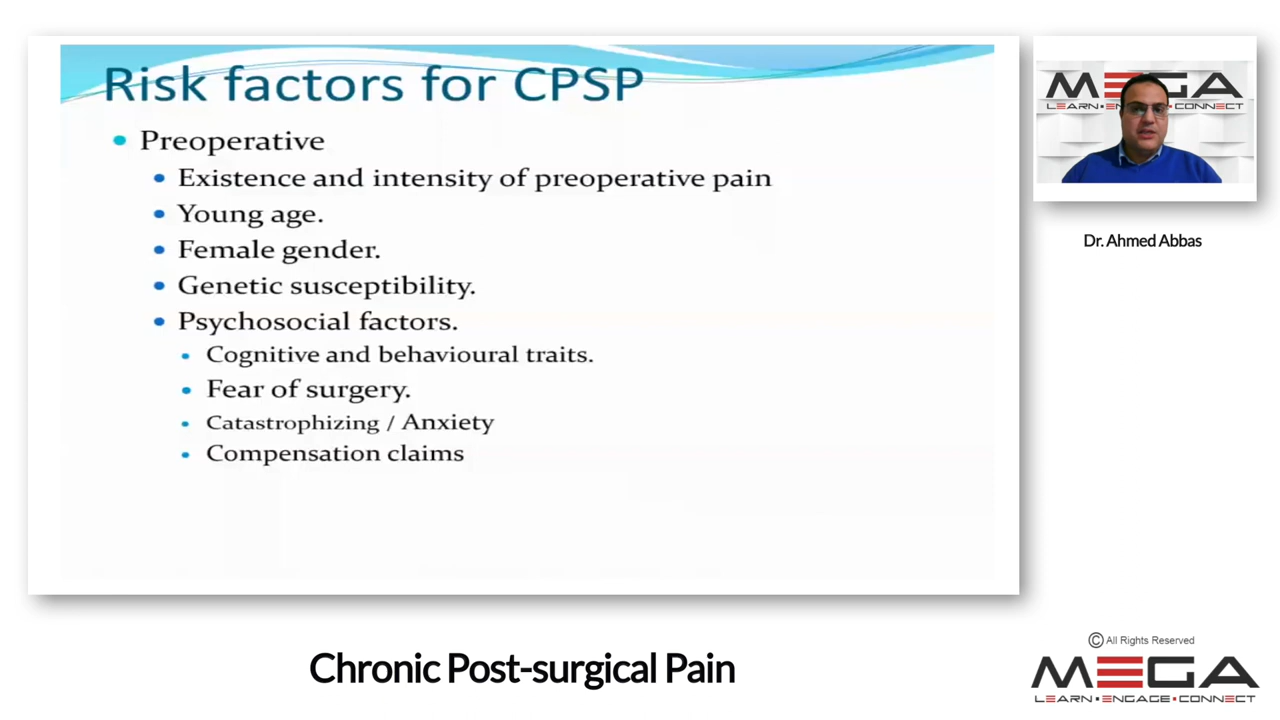 Risk factors for CPSP
• Preoperative
• Existence and intensity of preoperative pain
• Young age.
• Female gender.
• Genetic susceptibility.
• Psychosocial factors.
• Cognitive and behavioural traits.
• Fear of surgery.
• Catastrophizing / Anxiety
• Compensation claims
MEGA
LEARN•ENGAGE•CONNECT
Dr. Ahmed Abbas
Chronic Post-surgical Pain
© All Rights Reserved
MEGA
LEARN•ENGAGE•CONNECT